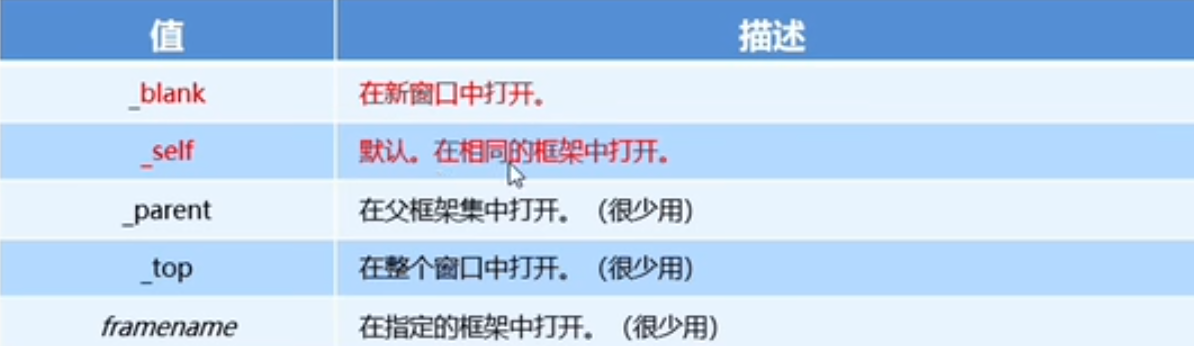 值 描述
_blank 在新窗口中打开。
_self 默认。在相同的框架中打开。
_parent 在父框架集中打开。（很少用）
_top 在整个窗口中打开。（很少用）
framename 在指定的框架中打开。（很少用）